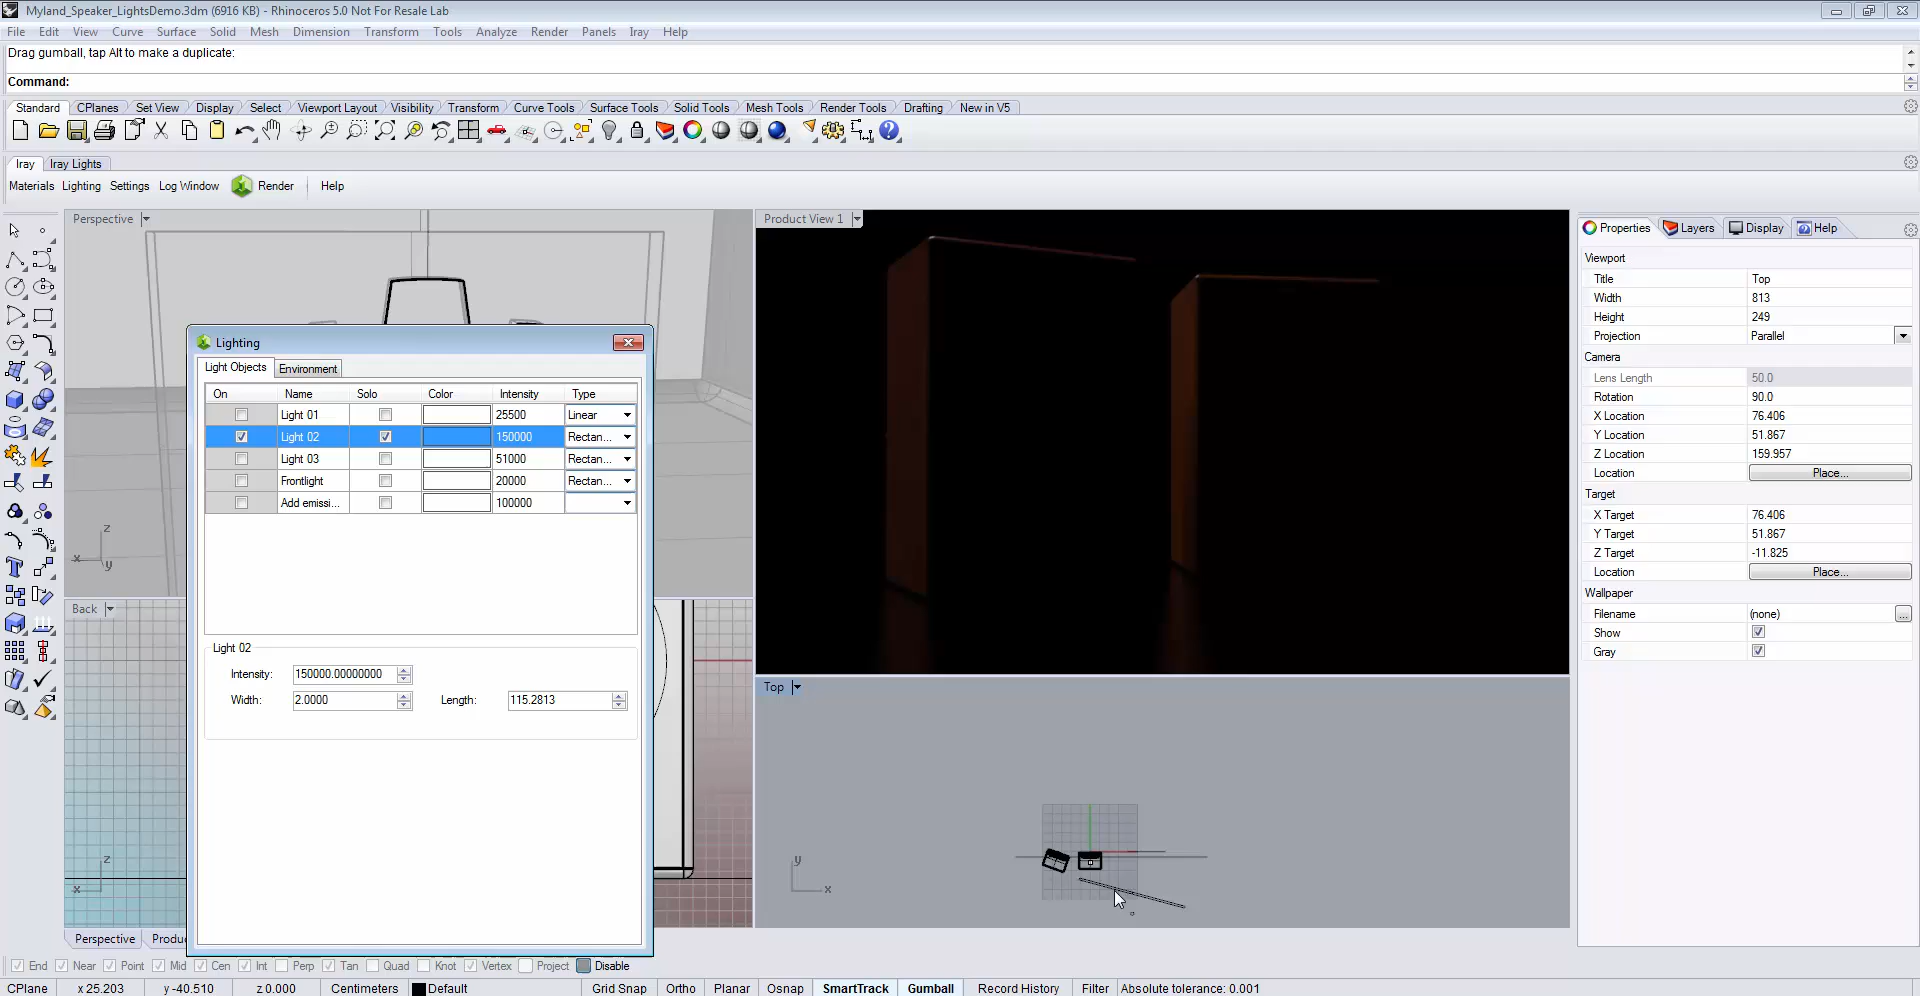 Myland_Speaker_LightsDemo.3dm (6916 KB) - Rhinoceros 5.0 Not For Resale Lab
File Edit View Curve Surface Solid Mesh Dimension Transform Tools Analyze Render Panels Iray Help
Drag gumball, tap Alt to make a duplicate:
Command:
Standard CPlanes Set View Display Select Viewport Layout Visibility Transform Curve Tools Surface Tools Solid Tools Mesh Tools Render Tools Drafting New in V5
Iray Iray Lights
Materials Lighting Settings Log Window Render Help
Perspective
Product View 1
Properties Layers Display Help
Viewport
Title Top
Width 813
Height 249
Projection Parallel
Camera
Lens Length 50.0
Rotation 90.0
X Location 76.406
Y Location 51.867
Z Location 159.957
Location Place...
Target
X Target 76.406
Y Target 51.867
Z Target -11.825
Location Place...
Wallpaper
Filename (none) ...
Show
Gray
Lighting
Light Objects Environment
On Name Solo Color Intensity Type
Light 01 25500 Linear
Light 02 150000 Rectan...
Light 03 51000 Rectan...
Frontlight 20000 Rectan...
Add emissi... 100000
Light 02
Intensity: 150000.00000000
Width: 2.0000 Length: 115.2813
z
x
y
Back
z
x
Top
y
x
Perspective Produc
End Near Point Mid Cen Int Perp Tan Quad Knot Vertex Project Disable
CPlane x 25.203 y -40.510 z 0.000 Centimeters Default Grid Snap Ortho Planar Osnap SmartTrack Gumball Record History Filter Absolute tolerance: 0.001